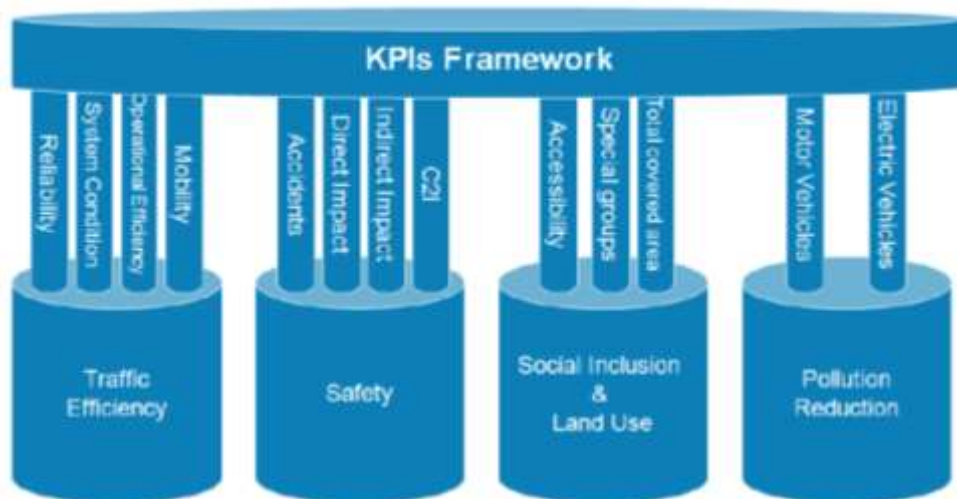 KPIs Framework
Reliability
System Condition
Operational Efficiency
Mobility
Accidents
Direct Impact
Indirect Impact
C2I
Accessibilty
Special groups
Total covered area
Motor Vehicles
Electric Vehicles
Traffic
Efficiency
Safety
Social Inclusion
&
Land Use
Pollution
Reduction